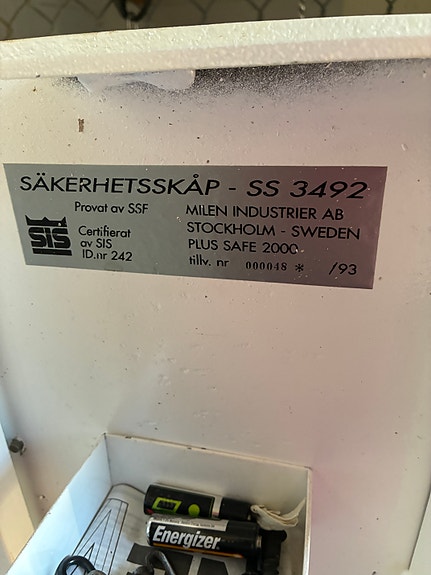 SÄKERHETSSKÅP - SS 3492
Provat av SSF
SIS
Certifierat
av SIS
ID.nr 242
MILEN INDUSTRIER AB
STOCKHOLM - SWEDEN
PLUS SAFE 2000
tillv. nr 000048 * /93
Energizer